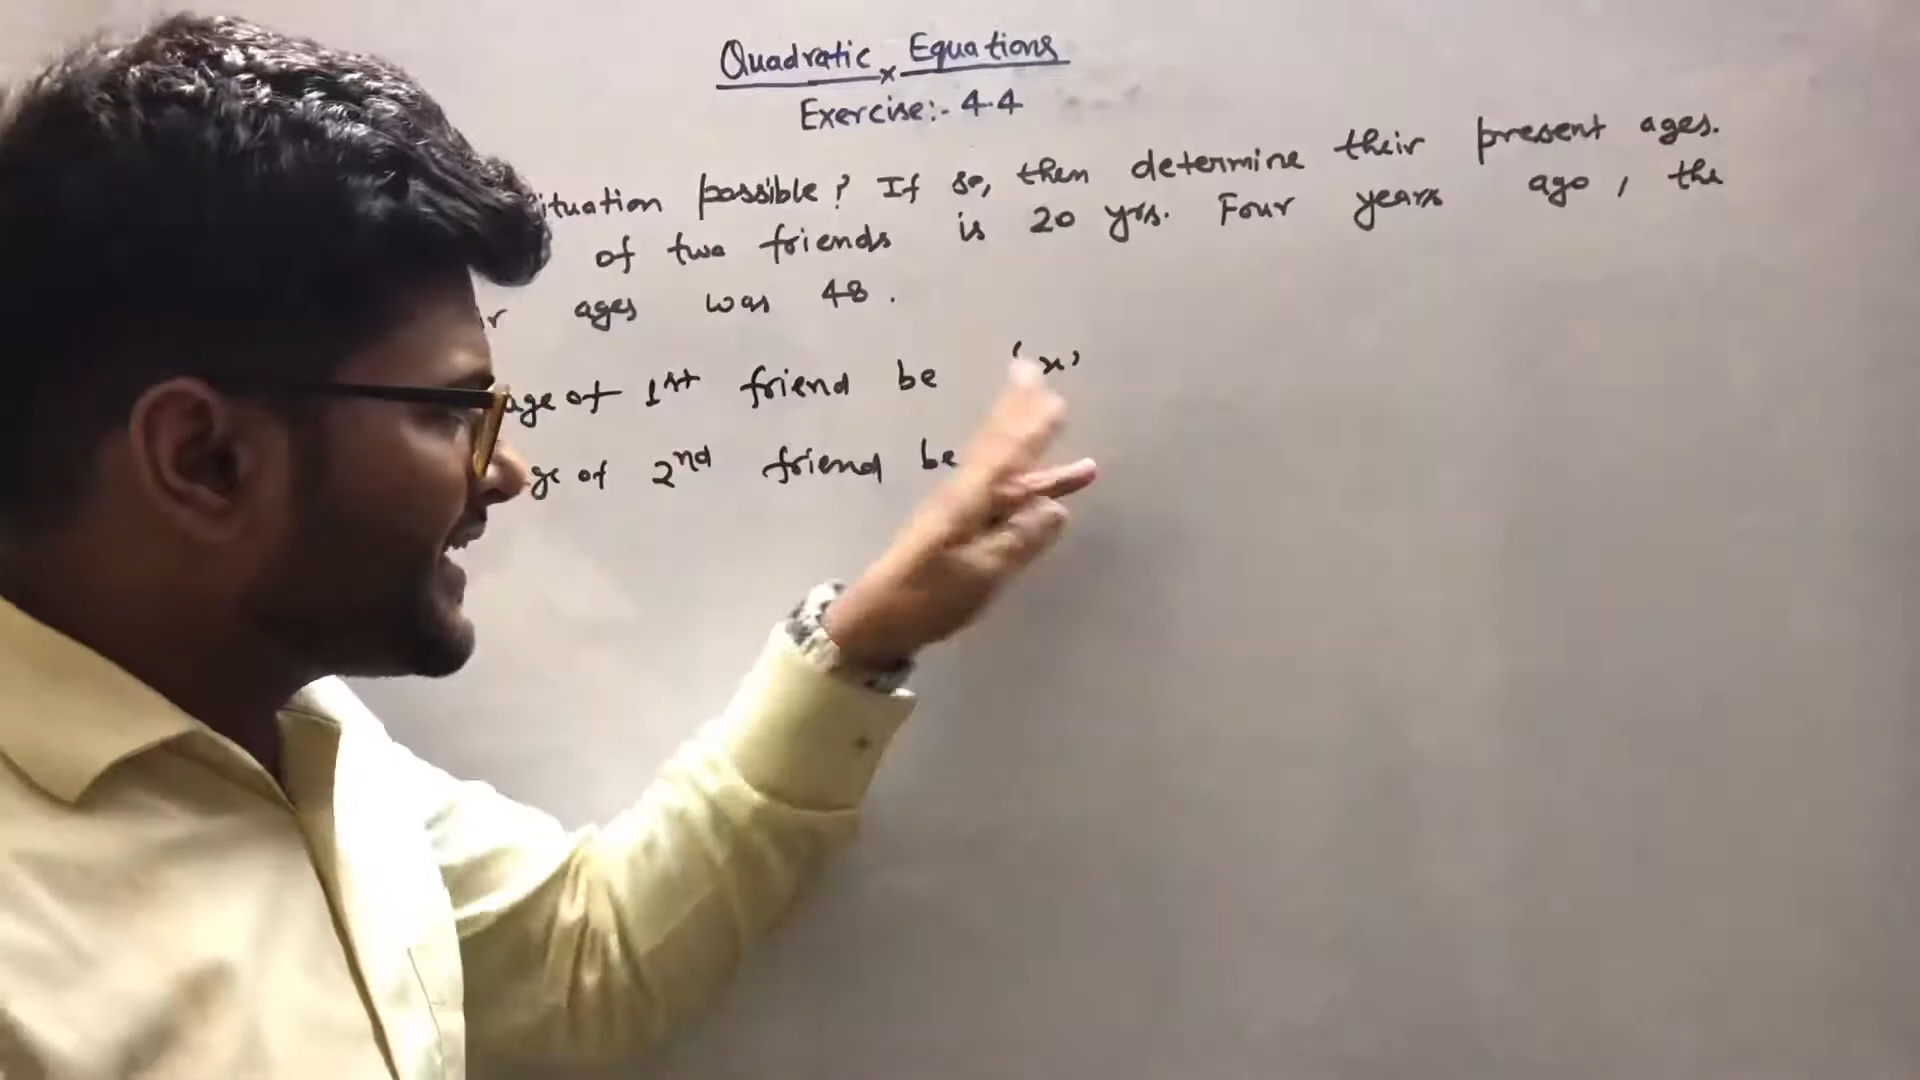 Quadratic Equations
Exercise:- 4.4
ituation possible? If so, then determine their present ages.
of two friends is 20 yrs. Four years ago, the
r ages was 48.
age of 1st friend be 'x'
ge of 2nd friend be